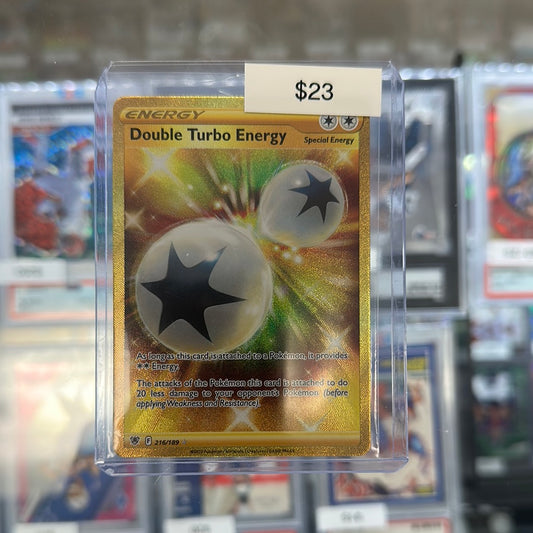 $23
ENERGY
Double Turbo Energy
Special Energy
As long as this card is attached to a Pokémon, it provides
Energy.
The attacks of the Pokémon this card is attached to do
20 less damage to your opponent's Pokémon (before
applying Weakness and Resistance).
216/189